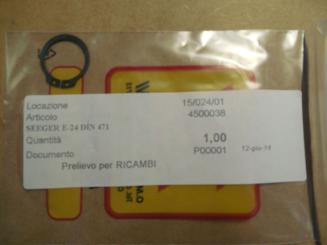 Locazione 15/024/01
Articolo 4500038
SEEGER E-24 DIN 471
Quantità 1,00
Documento P00001 12-giu-14
Prelievo per RICAMBI